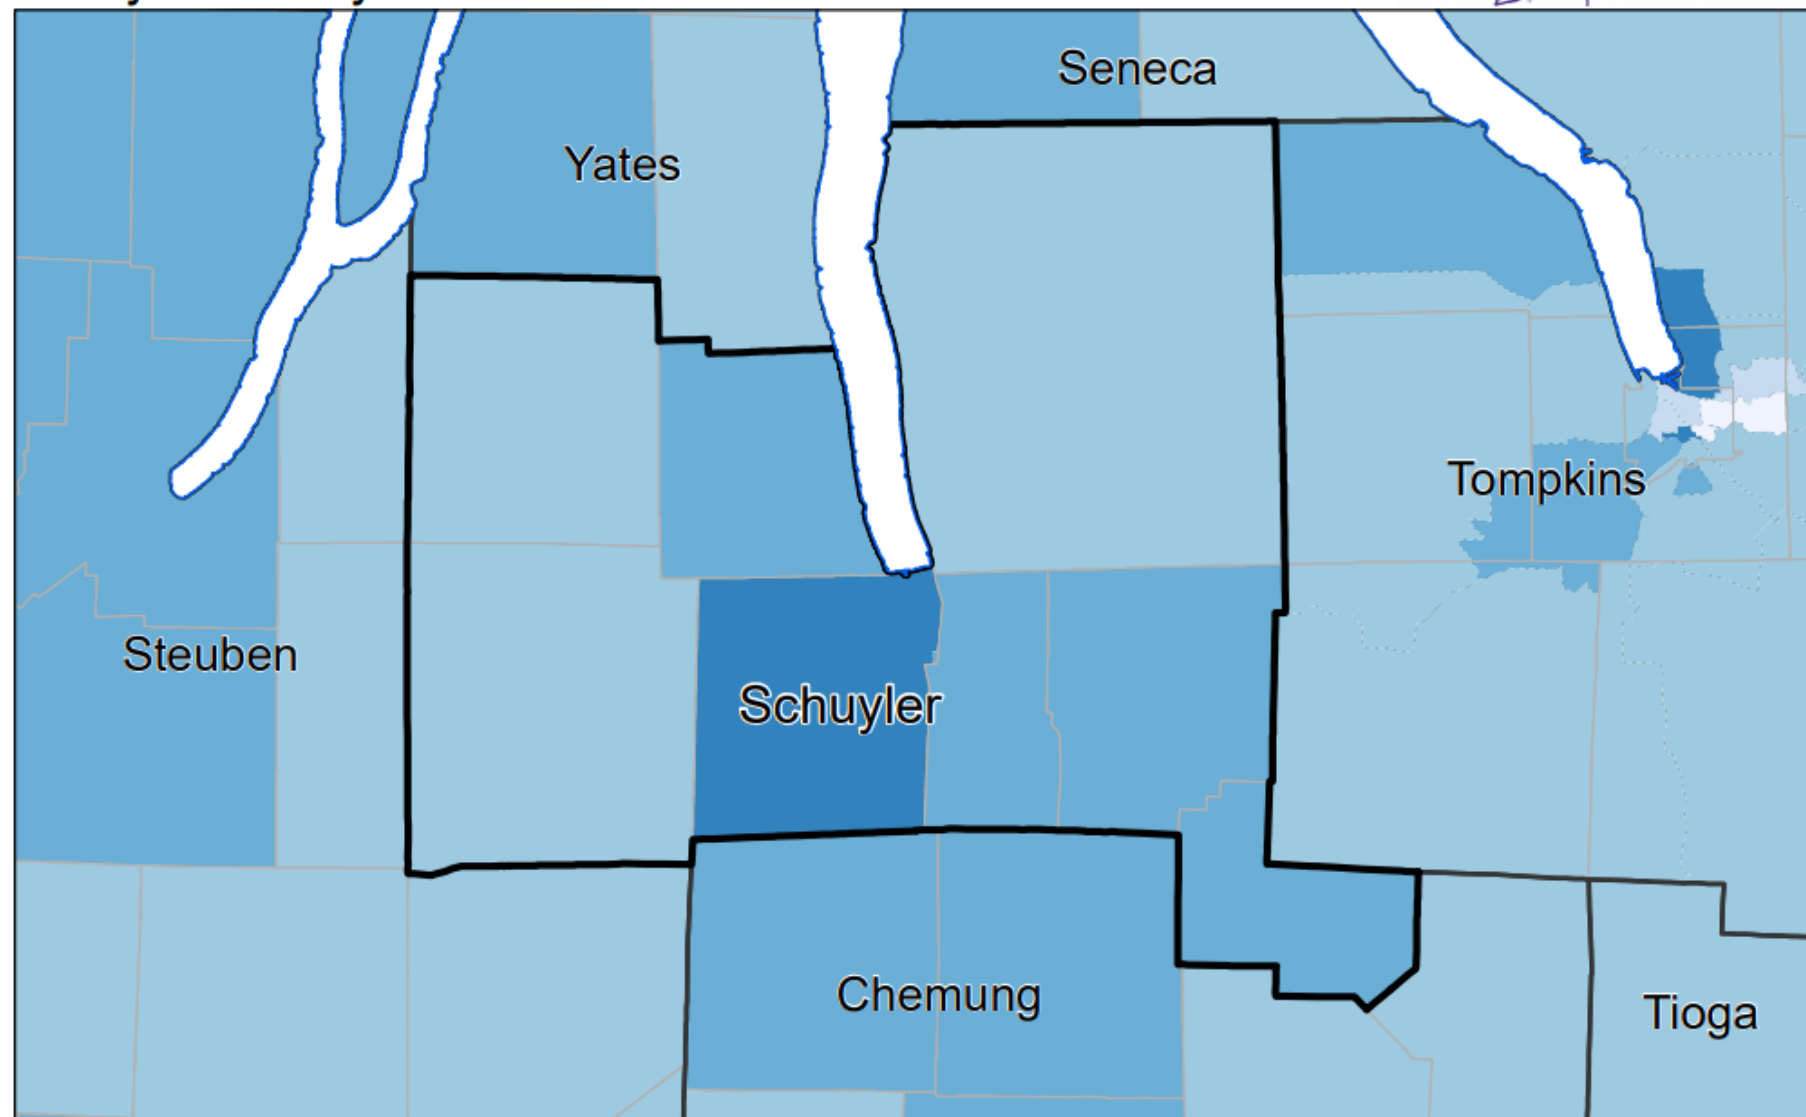 Seneca
Yates
Tompkins
Steuben
Schuyler
Chemung
Tioga